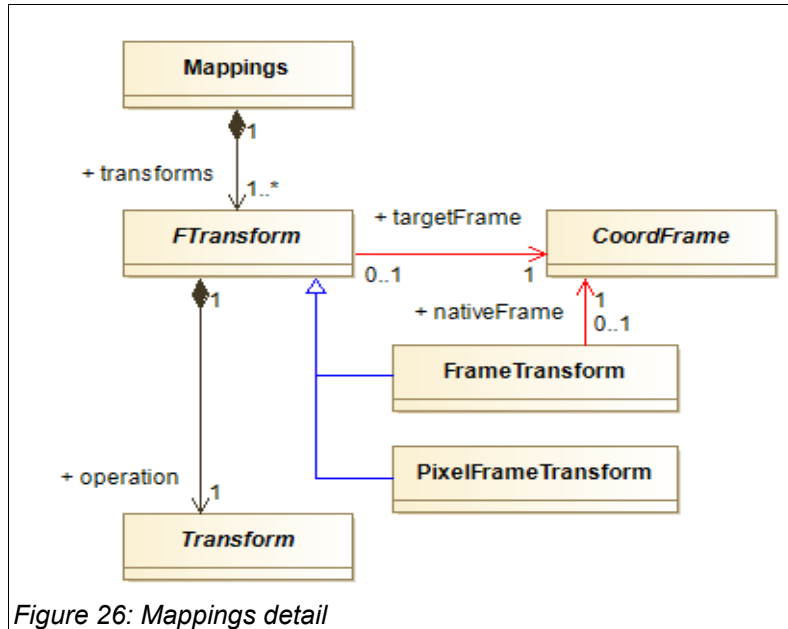 Mappings
1
+ transforms
1..*
FTransform
+ targetFrame
CoordFrame
0..1
1
1
1
+ nativeFrame
0..1
FrameTransform
PixelFrameTransform
+ operation
1
Transform
Figure 26: Mappings detail